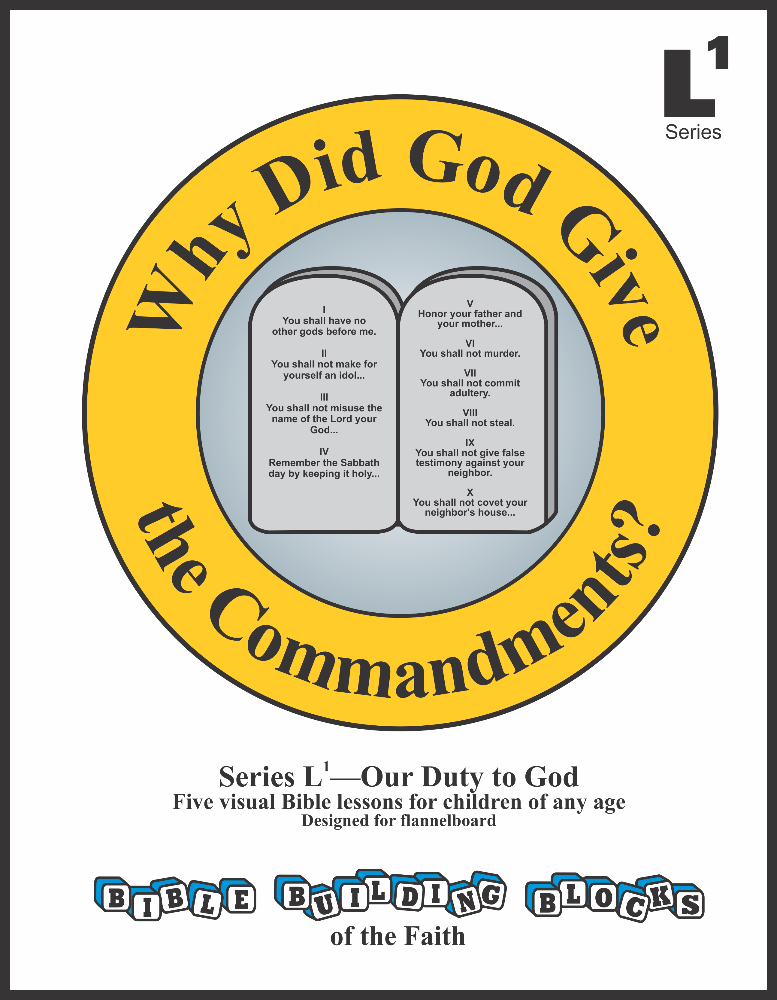 L1
Series
Why Did God Give
the Commandments?
I
You shall have no
other gods before me.
II
You shall not make for
yourself an idol...
III
You shall not misuse the
name of the Lord your
God...
IV
Remember the Sabbath
day by keeping it holy...
V
Honor your father and
your mother...
VI
You shall not murder.
VII
You shall not commit
adultery.
VIII
You shall not steal.
IX
You shall not give false
testimony against your
neighbor.
X
You shall not covet your
neighbor's house...
Series L1—Our Duty to God
Five visual Bible lessons for children of any age
Designed for flannelboard
BIBLE BUILDING BLOCKS
of the Faith